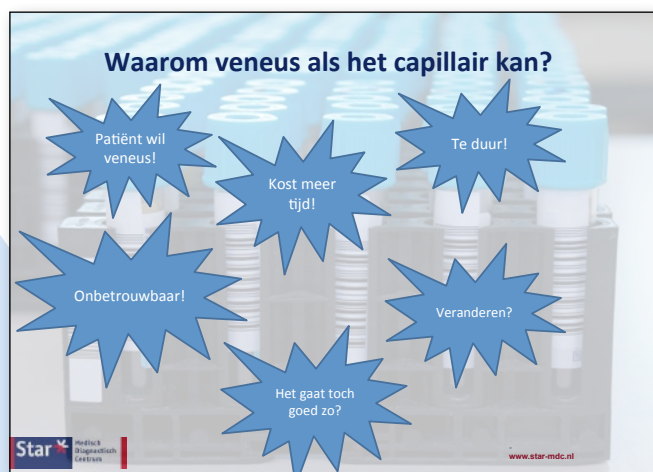 Waarom veneus als het capillair kan?
Patiënt wil
veneus!
Kost meer
tijd!
Te duur!
Onbetrouwbaar!
Veranderen?
Het gaat toch
goed zo?
Star
Medisch
Diagnostisch
Centrum
www.star-mdc.nl